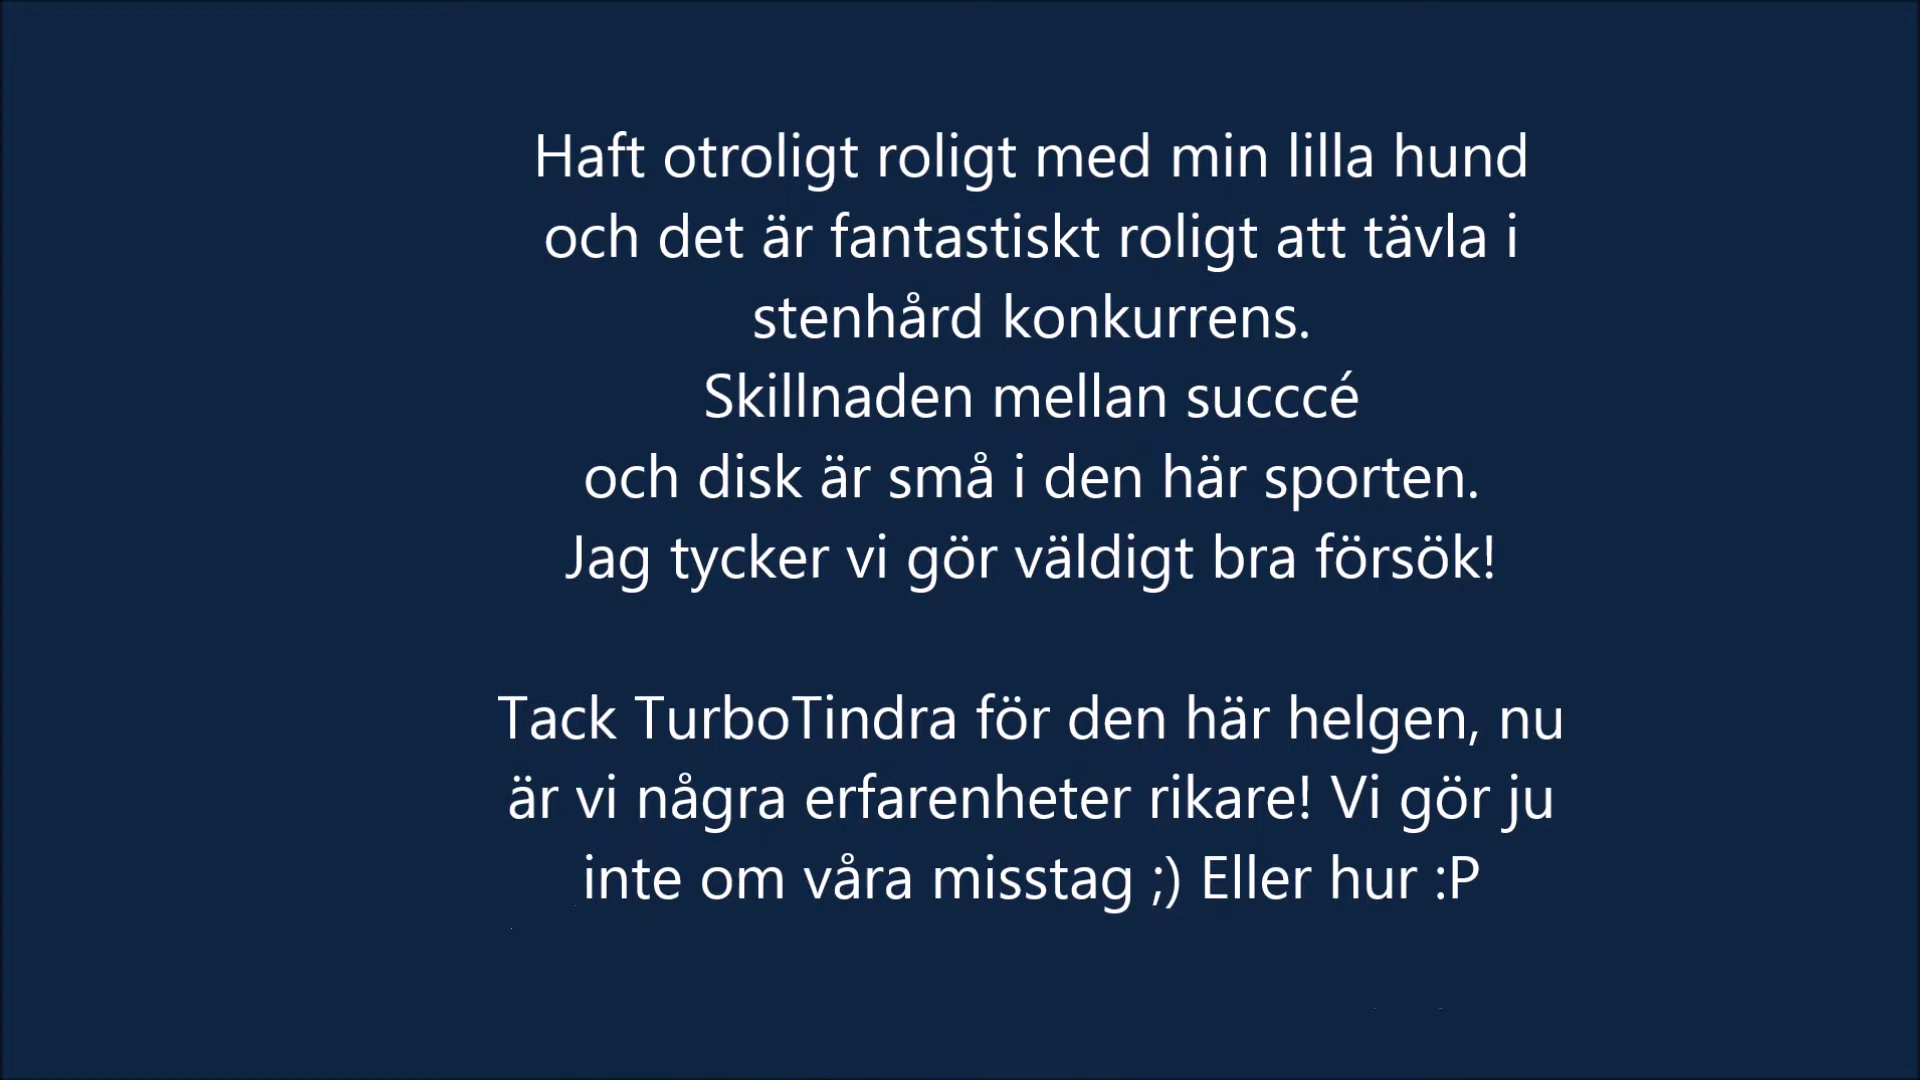 Haft otroligt roligt med min lilla hund
och det är fantastiskt roligt att tävla i
stenhård konkurrens.
Skillnaden mellan succcé
och disk är små i den här sporten.
Jag tycker vi gör väldigt bra försök!
Tack TurboTindra för den här helgen, nu
är vi några erfarenheter rikare! Vi gör ju
inte om våra misstag ;) Eller hur :P